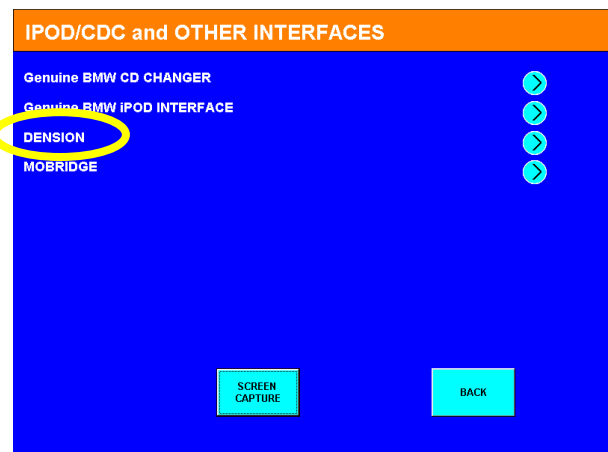 IPOD/CDC and OTHER INTERFACES
Genuine BMW CD CHANGER
Genuine BMW iPOD INTERFACE
DENSION
MOBRIDGE
SCREEN
CAPTURE
BACK